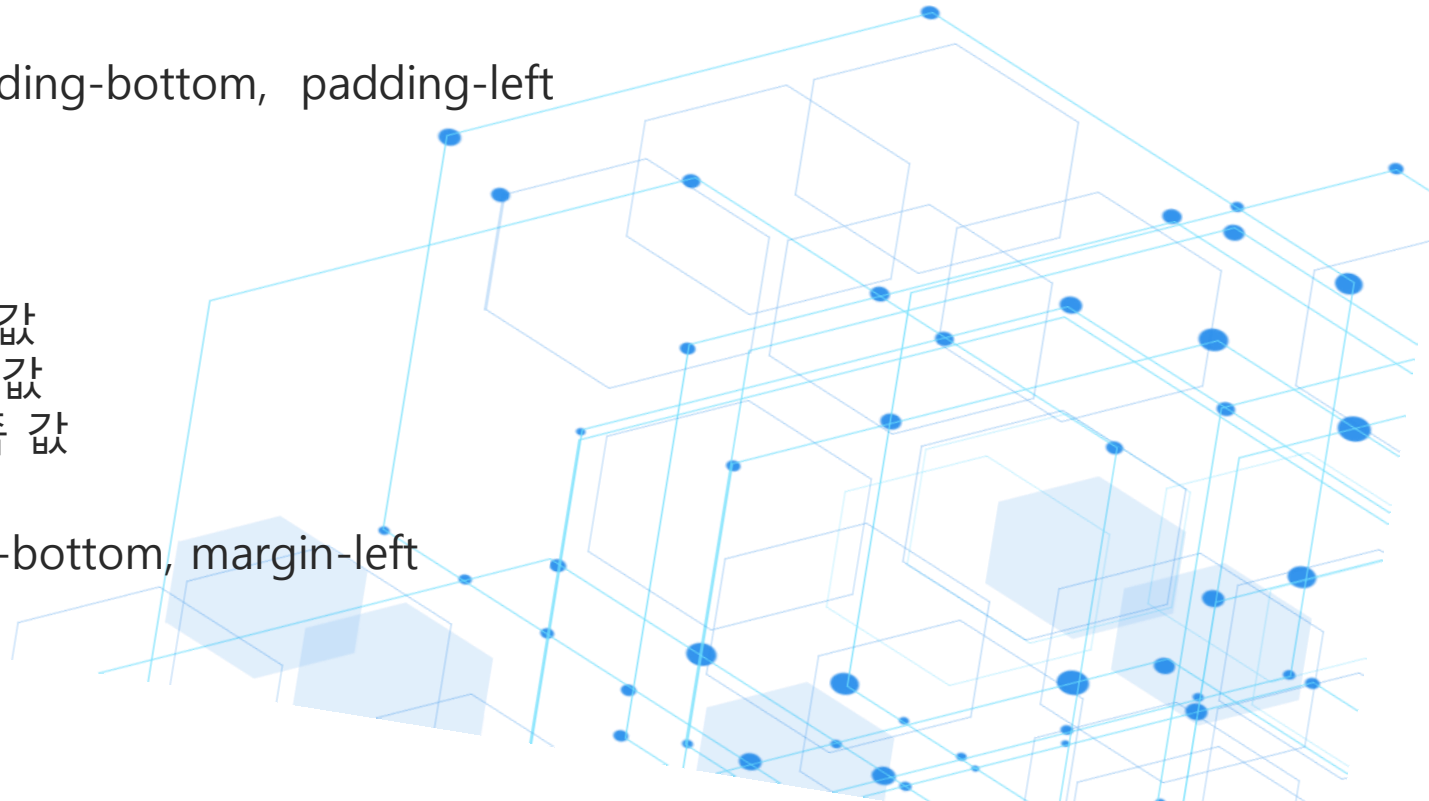 ding-bottom, padding-left
값
값
값
-bottom, margin-left